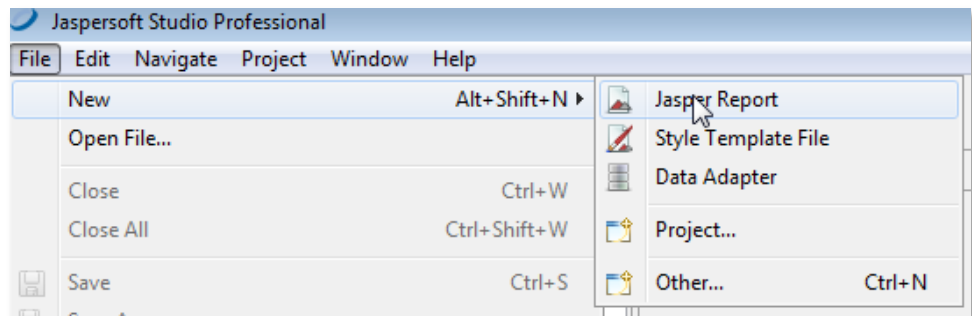 Jaspersoft Studio Professional
File Edit Navigate Project Window Help
New Alt+Shift+N
Open File...
Close Ctrl+W
Close All Ctrl+Shift+W
Save Ctrl+S
Jasper Report
Style Template File
Data Adapter
Project...
Other... Ctrl+N